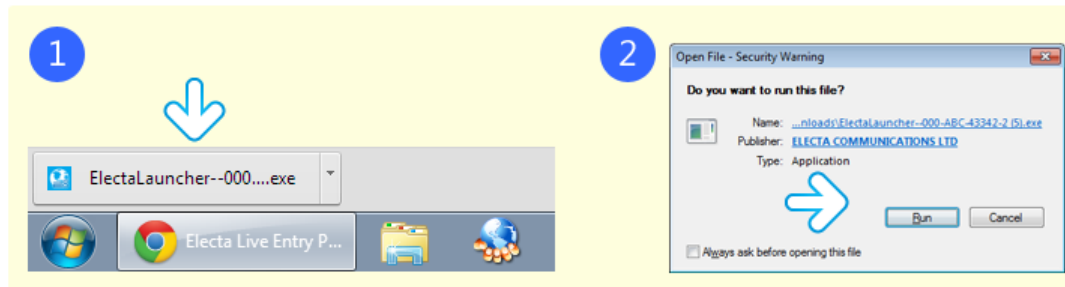 1
ElectaLauncher--000....exe
Electa Live Entry P...
2
Open File - Security Warning
Do you want to run this file?
Name: ...nloads\ElectaLauncher--000-ABC-43342-2 (5).exe
Publisher: ELECTA COMMUNICATIONS LTD
Type: Application
Run Cancel
Always ask before opening this file